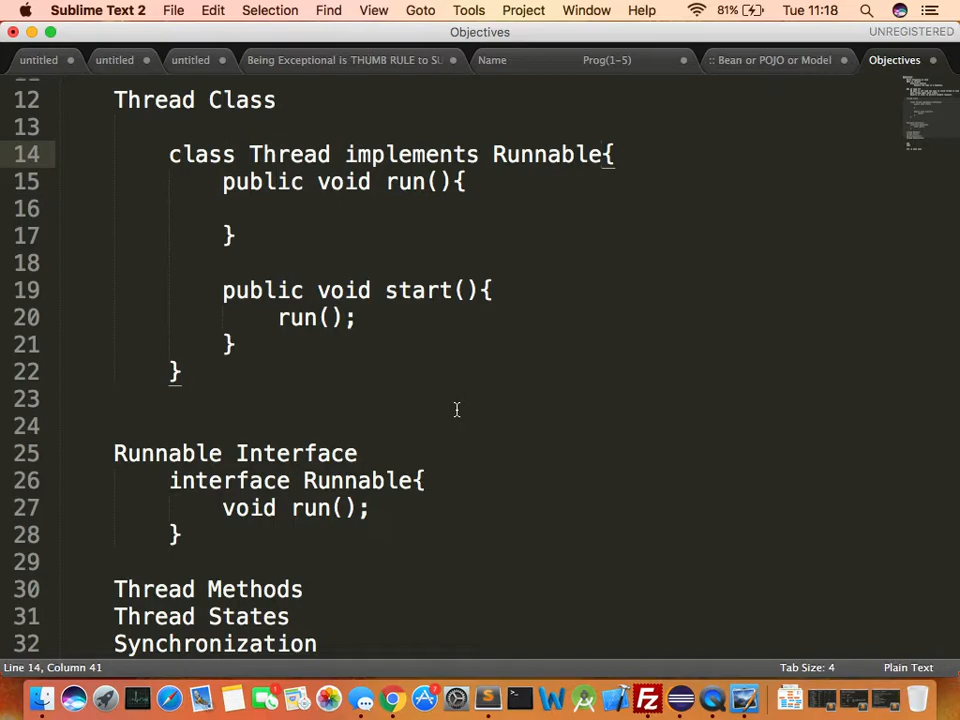 Sublime Text 2 File Edit Selection Find View Goto Tools Project Window Help 81% Tue 11:18
Objectives UNREGISTERED
untitled untitled untitled Being Exceptional is THUMB RULE to SU Name Prog(1-5) :: Bean or POJO or Model Objectives
12 Thread Class
13
14 class Thread implements Runnable{
15 public void run(){
16
17 }
18
19 public void start(){
20 run();
21 }
22 }
23
24
25 Runnable Interface
26 interface Runnable{
27 void run();
28 }
29
30 Thread Methods
31 Thread States
32 Synchronization
Line 14, Column 41 Tab Size: 4 Plain Text